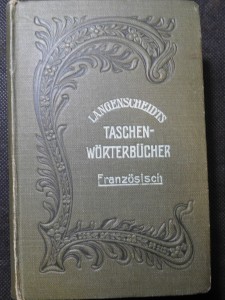 LANGENSCHEIDTS
TASCHEN-
WÖRTERBÜCHER
Französisch